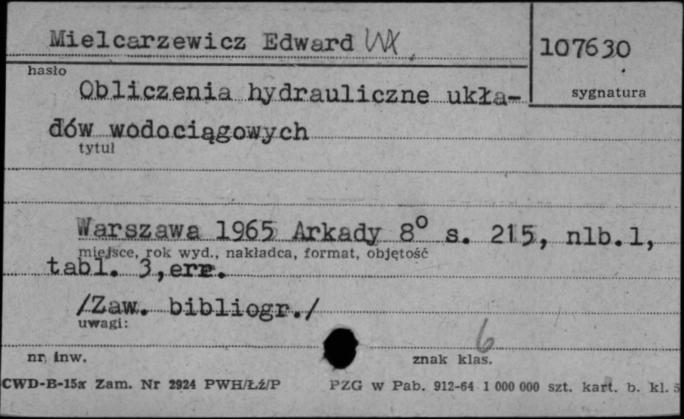 Mielcarzewicz Edward
107630
hasło
sygnatura
Obliczenia hydrauliczne ukła-
dów wodociągowych
tytuł
Warszawa 1965 Arkady 8° s. 215, nlb.1,
miejsce, rok wyd., nakładca, format, objętość
tabl. 3,err.
/Zaw. bibliogr./
uwagi:
6
nr inw.
znak klas.
CWD-B-15x Zam. Nr 2924 PWH/Łź/P
PZG w Pab. 912-64 1 000 000 szt. kart. b. kl. 5